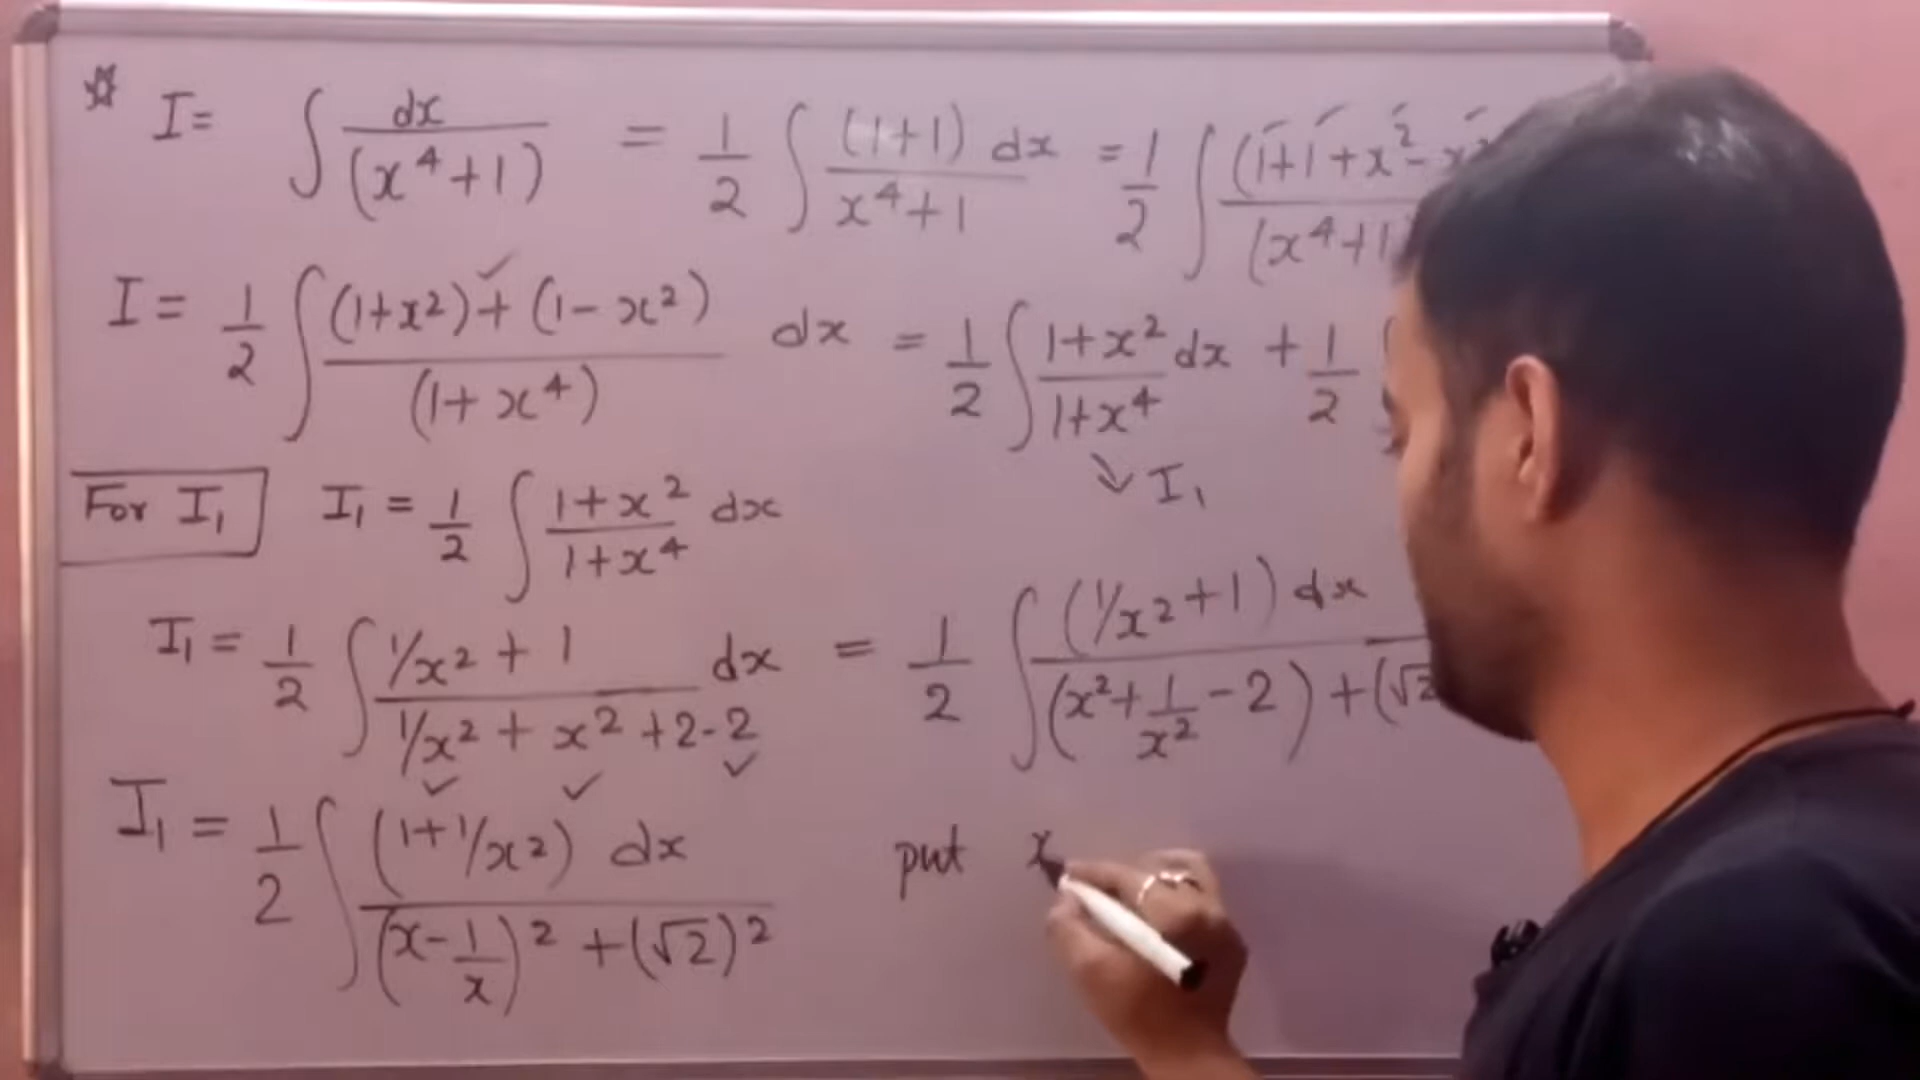 ☆ I = ∫ dx/(x⁴+1) = 1/2 ∫ (1+1) dx/x⁴+1 = 1/2 ∫ (1+1+x²-x²/(x⁴+1)
I = 1/2 ∫ (1+x²)+(1-x²)/(1+x⁴) dx = 1/2 ∫ 1+x²/1+x⁴ dx + 1/2
↘ I₁
For I₁ I₁ = 1/2 ∫ 1+x²/1+x⁴ dx
I₁ = 1/2 ∫ 1/x² + 1/1/x² + x² + 2 - 2 dx = 1/2 ∫ (1/x² + 1) dx/(x² + 1/x² - 2) + (√2
I₁ = 1/2 ∫ (1+1/x²) dx/(x - 1/x)² + (√2)² put x